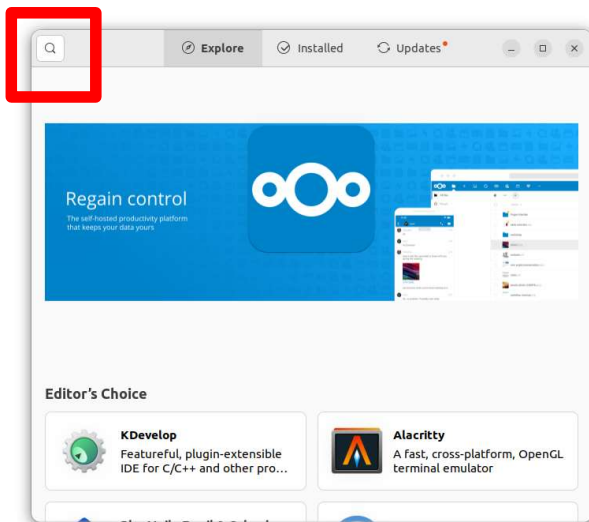 Explore
Installed
Updates
Regain control
The self-hosted productivity platform
that keeps your data yours
Editor's Choice
KDevelop
Featureful, plugin-extensible
IDE for C/C++ and other pro...
Alacritty
A fast, cross-platform, OpenGL
terminal emulator